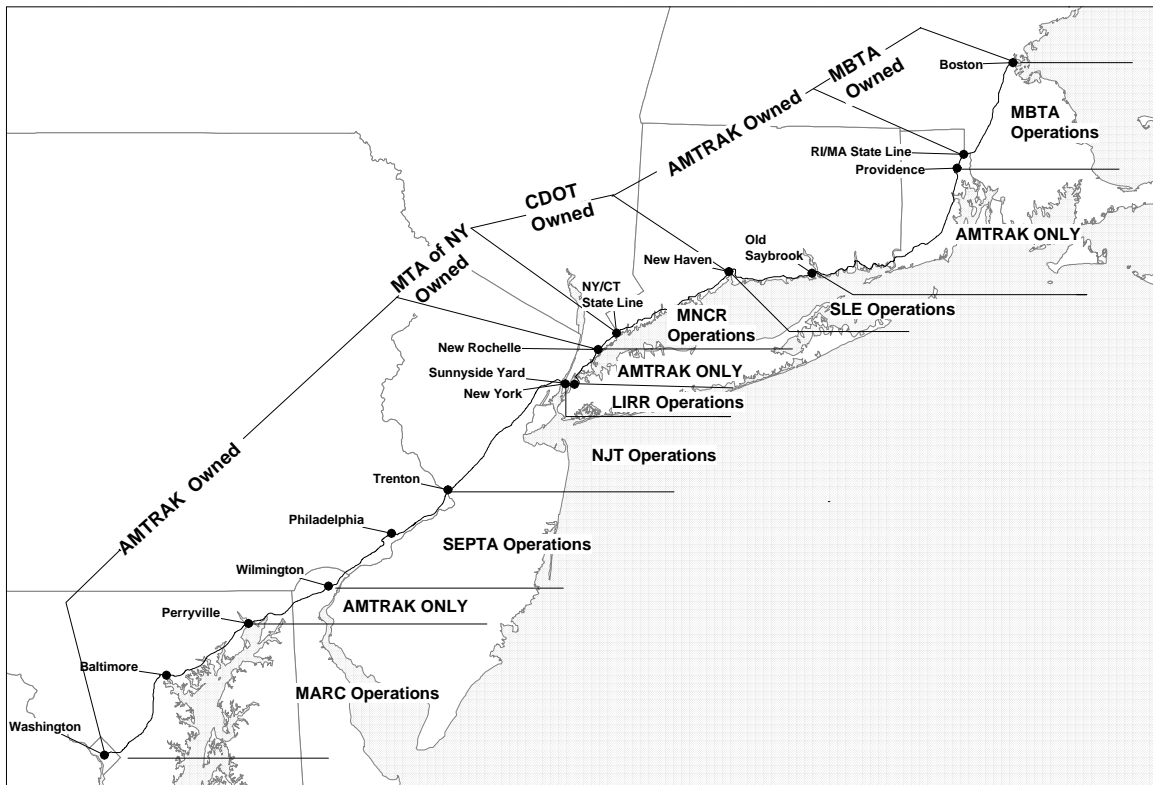 MBTA
Owned
Boston
MBTA
Operations
AMTRAK Owned
RI/MA State Line
Providence
CDOT
Owned
AMTRAK ONLY
MTA of NY
Owned
Old
Saybrook
New Haven
NY/CT
State Line
SLE Operations
MNCR
Operations
New Rochelle
AMTRAK ONLY
Sunnyside Yard
New York
LIRR Operations
NJT Operations
AMTRAK Owned
Trenton
Philadelphia
SEPTA Operations
Wilmington
AMTRAK ONLY
Perryville
Baltimore
MARC Operations
Washington